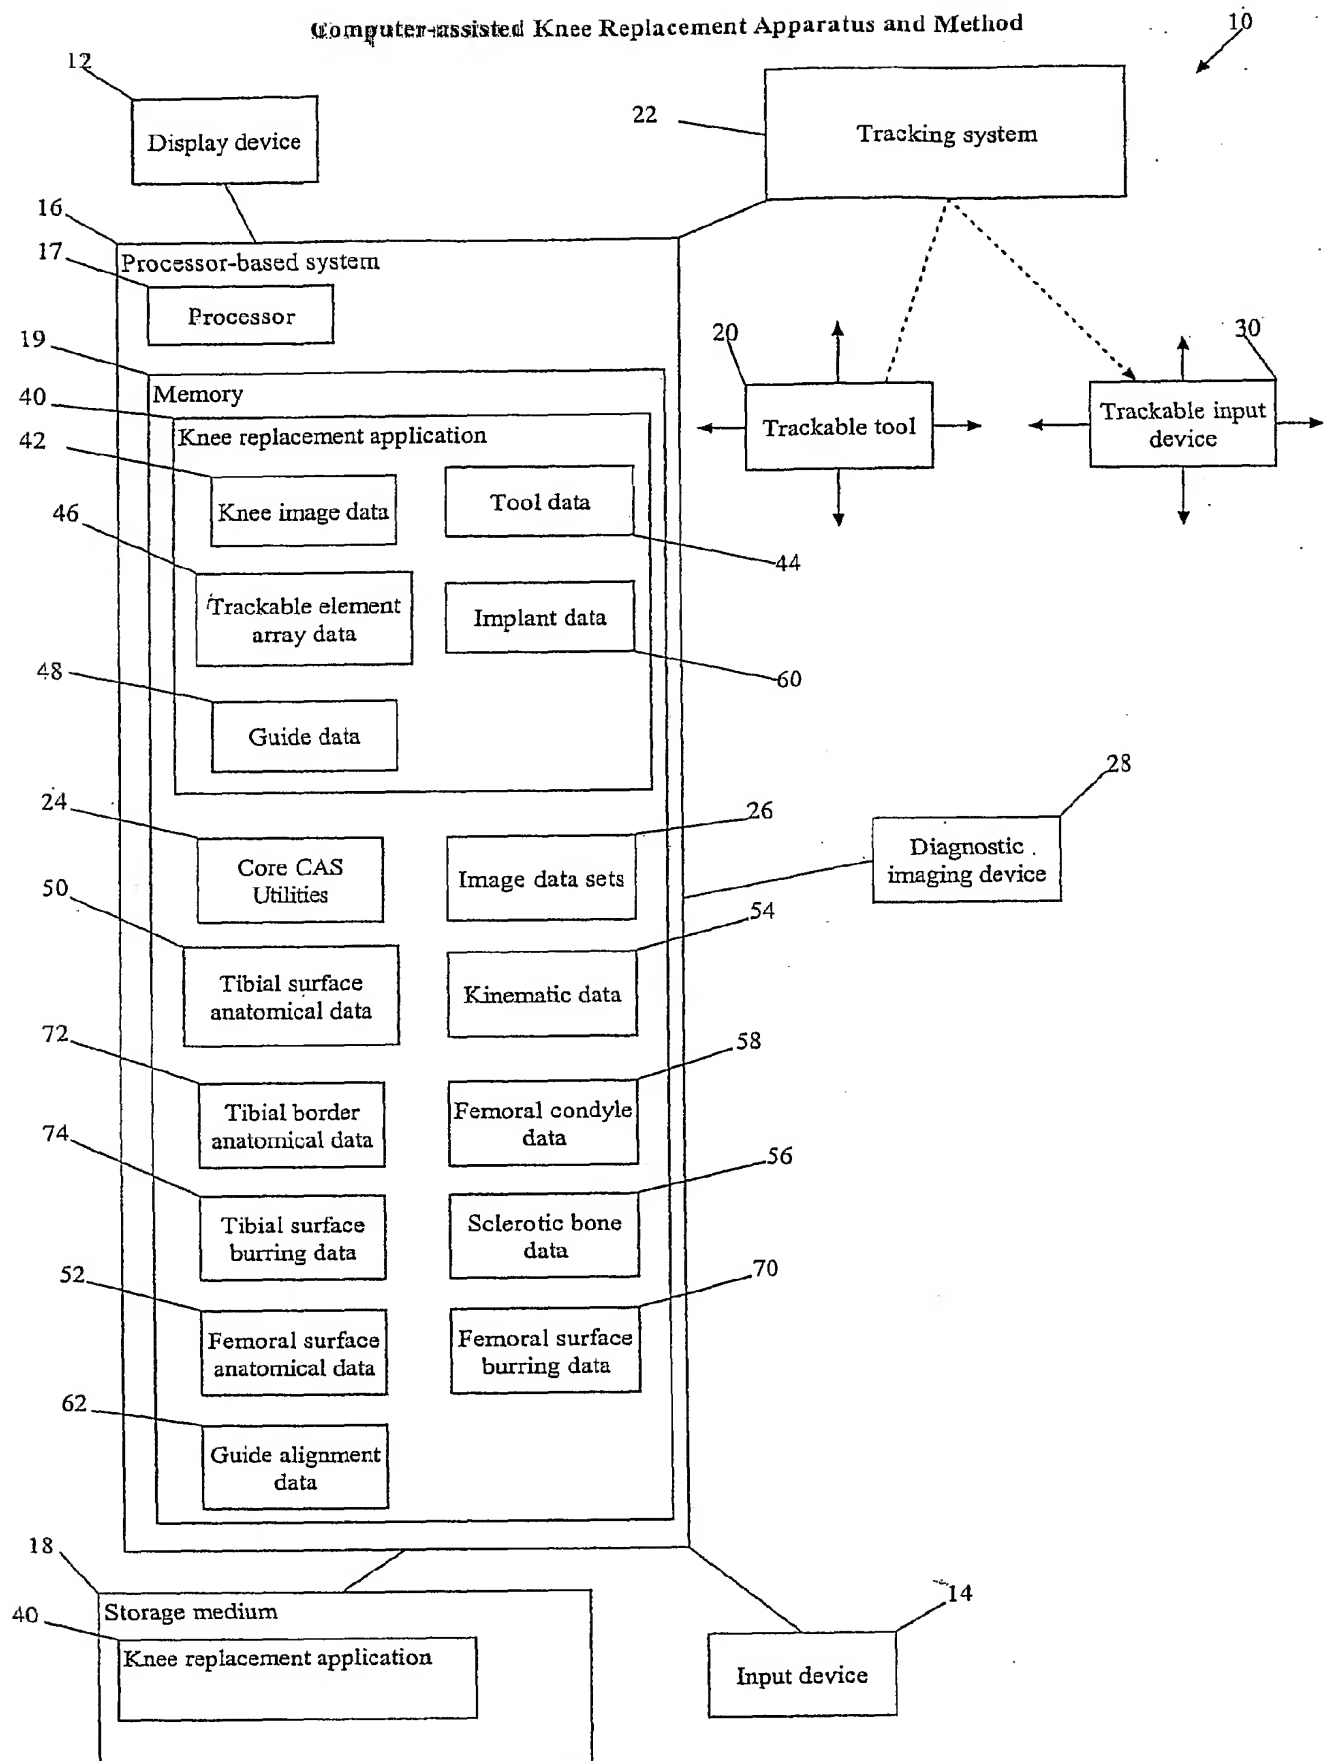 Computer-assisted Knee Replacement Apparatus and Method
10
12
Display device
22
Tracking system
16
Processor-based system
17
Processor
20
Trackable tool
30
Trackable input
device
19
Memory
40
Knee replacement application
42
Knee image data
Tool data
44
46
Trackable element
array data
Implant data
60
48
Guide data
28
Diagnostic
imaging device
24
Core CAS
Utilities
26
Image data sets
50
Tibial surface
anatomical data
54
Kinematic data
72
Tibial border
anatomical data
58
Femoral condyle
data
74
Tibial surface
burring data
56
Sclerotic bone
data
52
Femoral surface
anatomical data
70
Femoral surface
burring data
62
Guide alignment
data
18
Storage medium
40
Knee replacement application
14
Input device